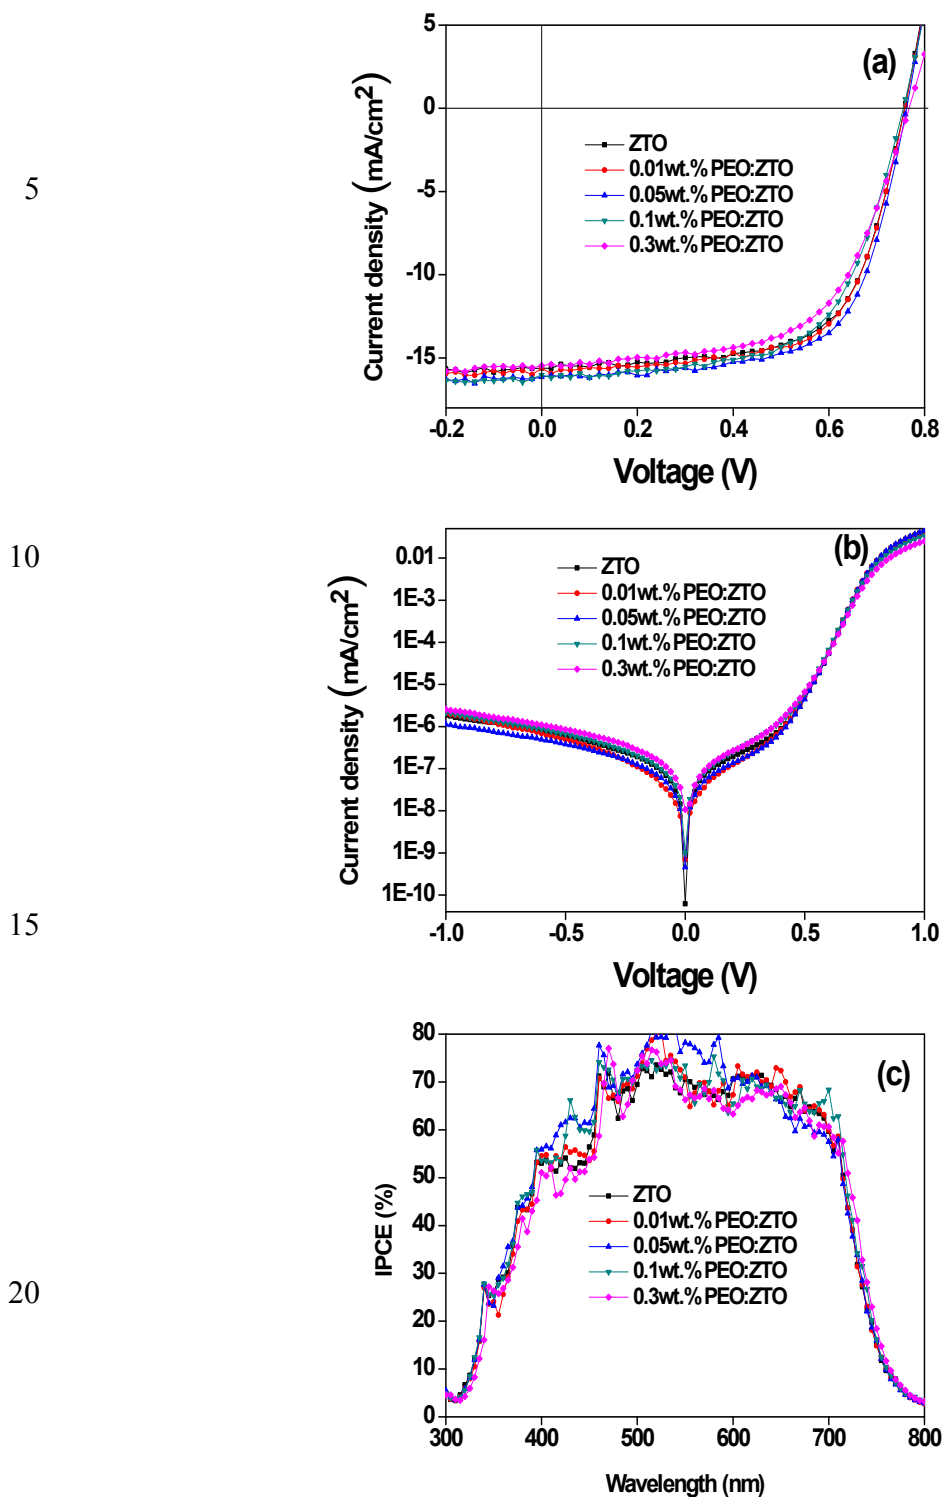 5
10
15
20
(a)
5
0
-5
-10
-15
Current density (mA/cm²)
ZTO
0.01wt.% PEO:ZTO
0.05wt.% PEO:ZTO
0.1wt.% PEO:ZTO
0.3wt.% PEO:ZTO
-0.2 0.0 0.2 0.4 0.6 0.8
Voltage (V)
(b)
0.01
1E-3
1E-4
1E-5
1E-6
1E-7
1E-8
1E-9
1E-10
Current density (mA/cm²)
ZTO
0.01wt.% PEO:ZTO
0.05wt.% PEO:ZTO
0.1wt.% PEO:ZTO
0.3wt.% PEO:ZTO
-1.0 -0.5 0.0 0.5 1.0
Voltage (V)
(c)
80
70
60
50
40
30
20
10
0
IPCE (%)
ZTO
0.01wt.% PEO:ZTO
0.05wt.% PEO:ZTO
0.1wt.% PEO:ZTO
0.3wt.% PEO:ZTO
300 400 500 600 700 800
Wavelength (nm)